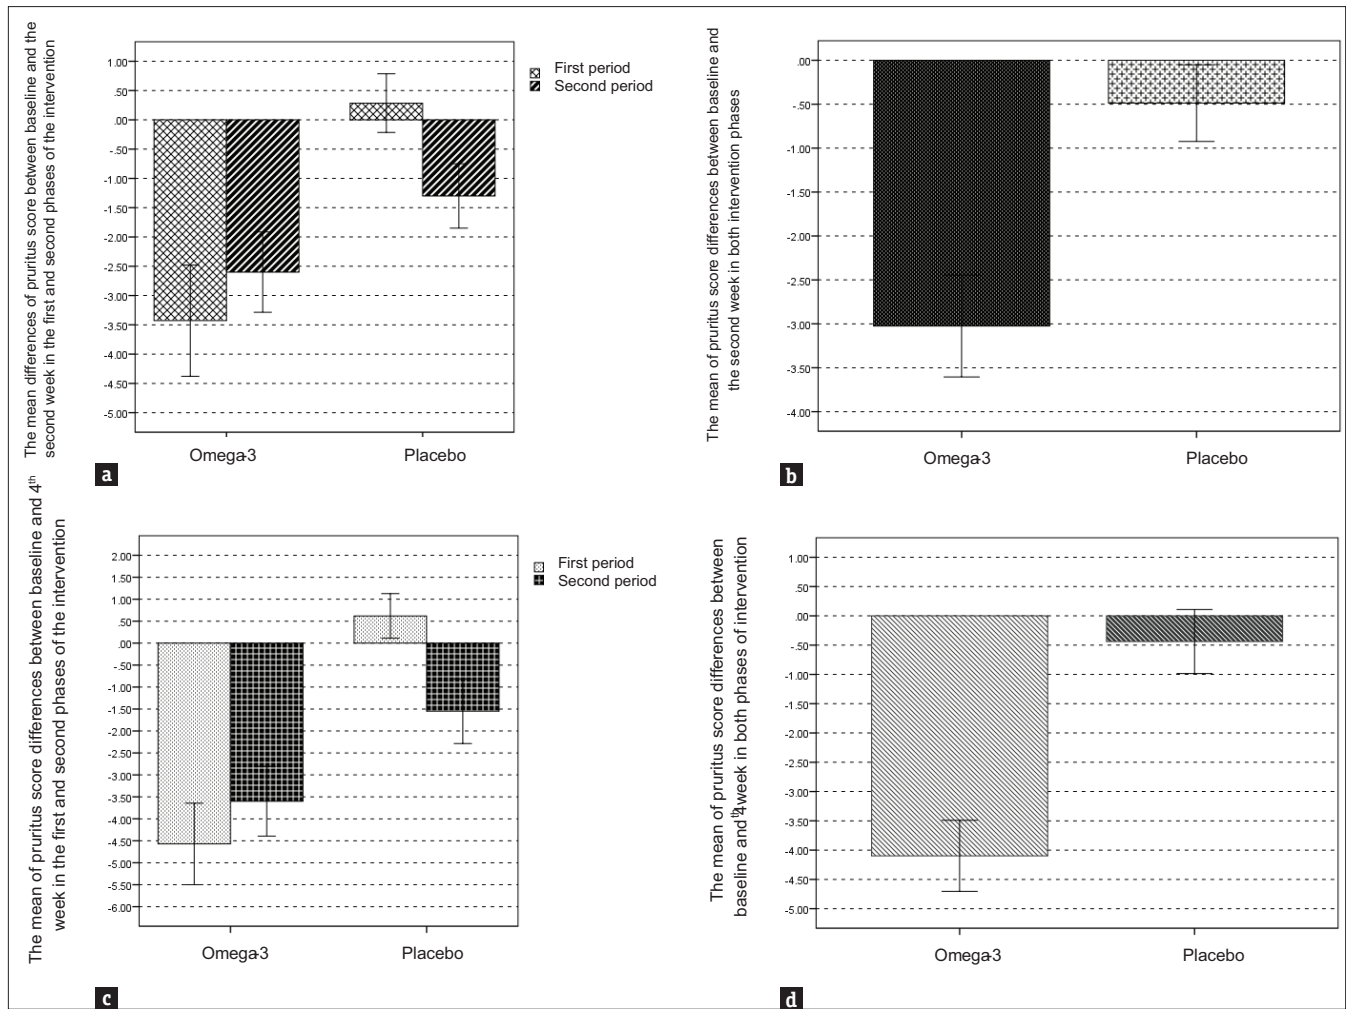 The mean differences of pruritus score between baseline and the
second week in the first and second phases of the intervention
1.00
.50
.00
-.50
-1.00
-1.50
-2.00
-2.50
-3.00
-3.50
-4.00
-4.50
-5.00
Omega-3 Placebo
First period
Second period
a
The mean of pruritus score differences between baseline and
the second week in both intervention phases
.00
-.50
-1.00
-1.50
-2.00
-2.50
-3.00
-3.50
-4.00
Omega-3 Placebo
b
The mean of pruritus score differences between baseline and 4th
week in the first and second phases of the intervention
2.00
1.50
1.00
.50
.00
-.50
-1.00
-1.50
-2.00
-2.50
-3.00
-3.50
-4.00
-4.50
-5.00
-5.50
-6.00
Omega-3 Placebo
First period
Second period
c
The mean of pruritus score differences between
baseline and th4week in both phases of intervention
1.00
.50
.00
-.50
-1.00
-1.50
-2.00
-2.50
-3.00
-3.50
-4.00
-4.50
-5.00
Omega-3 Placebo
d